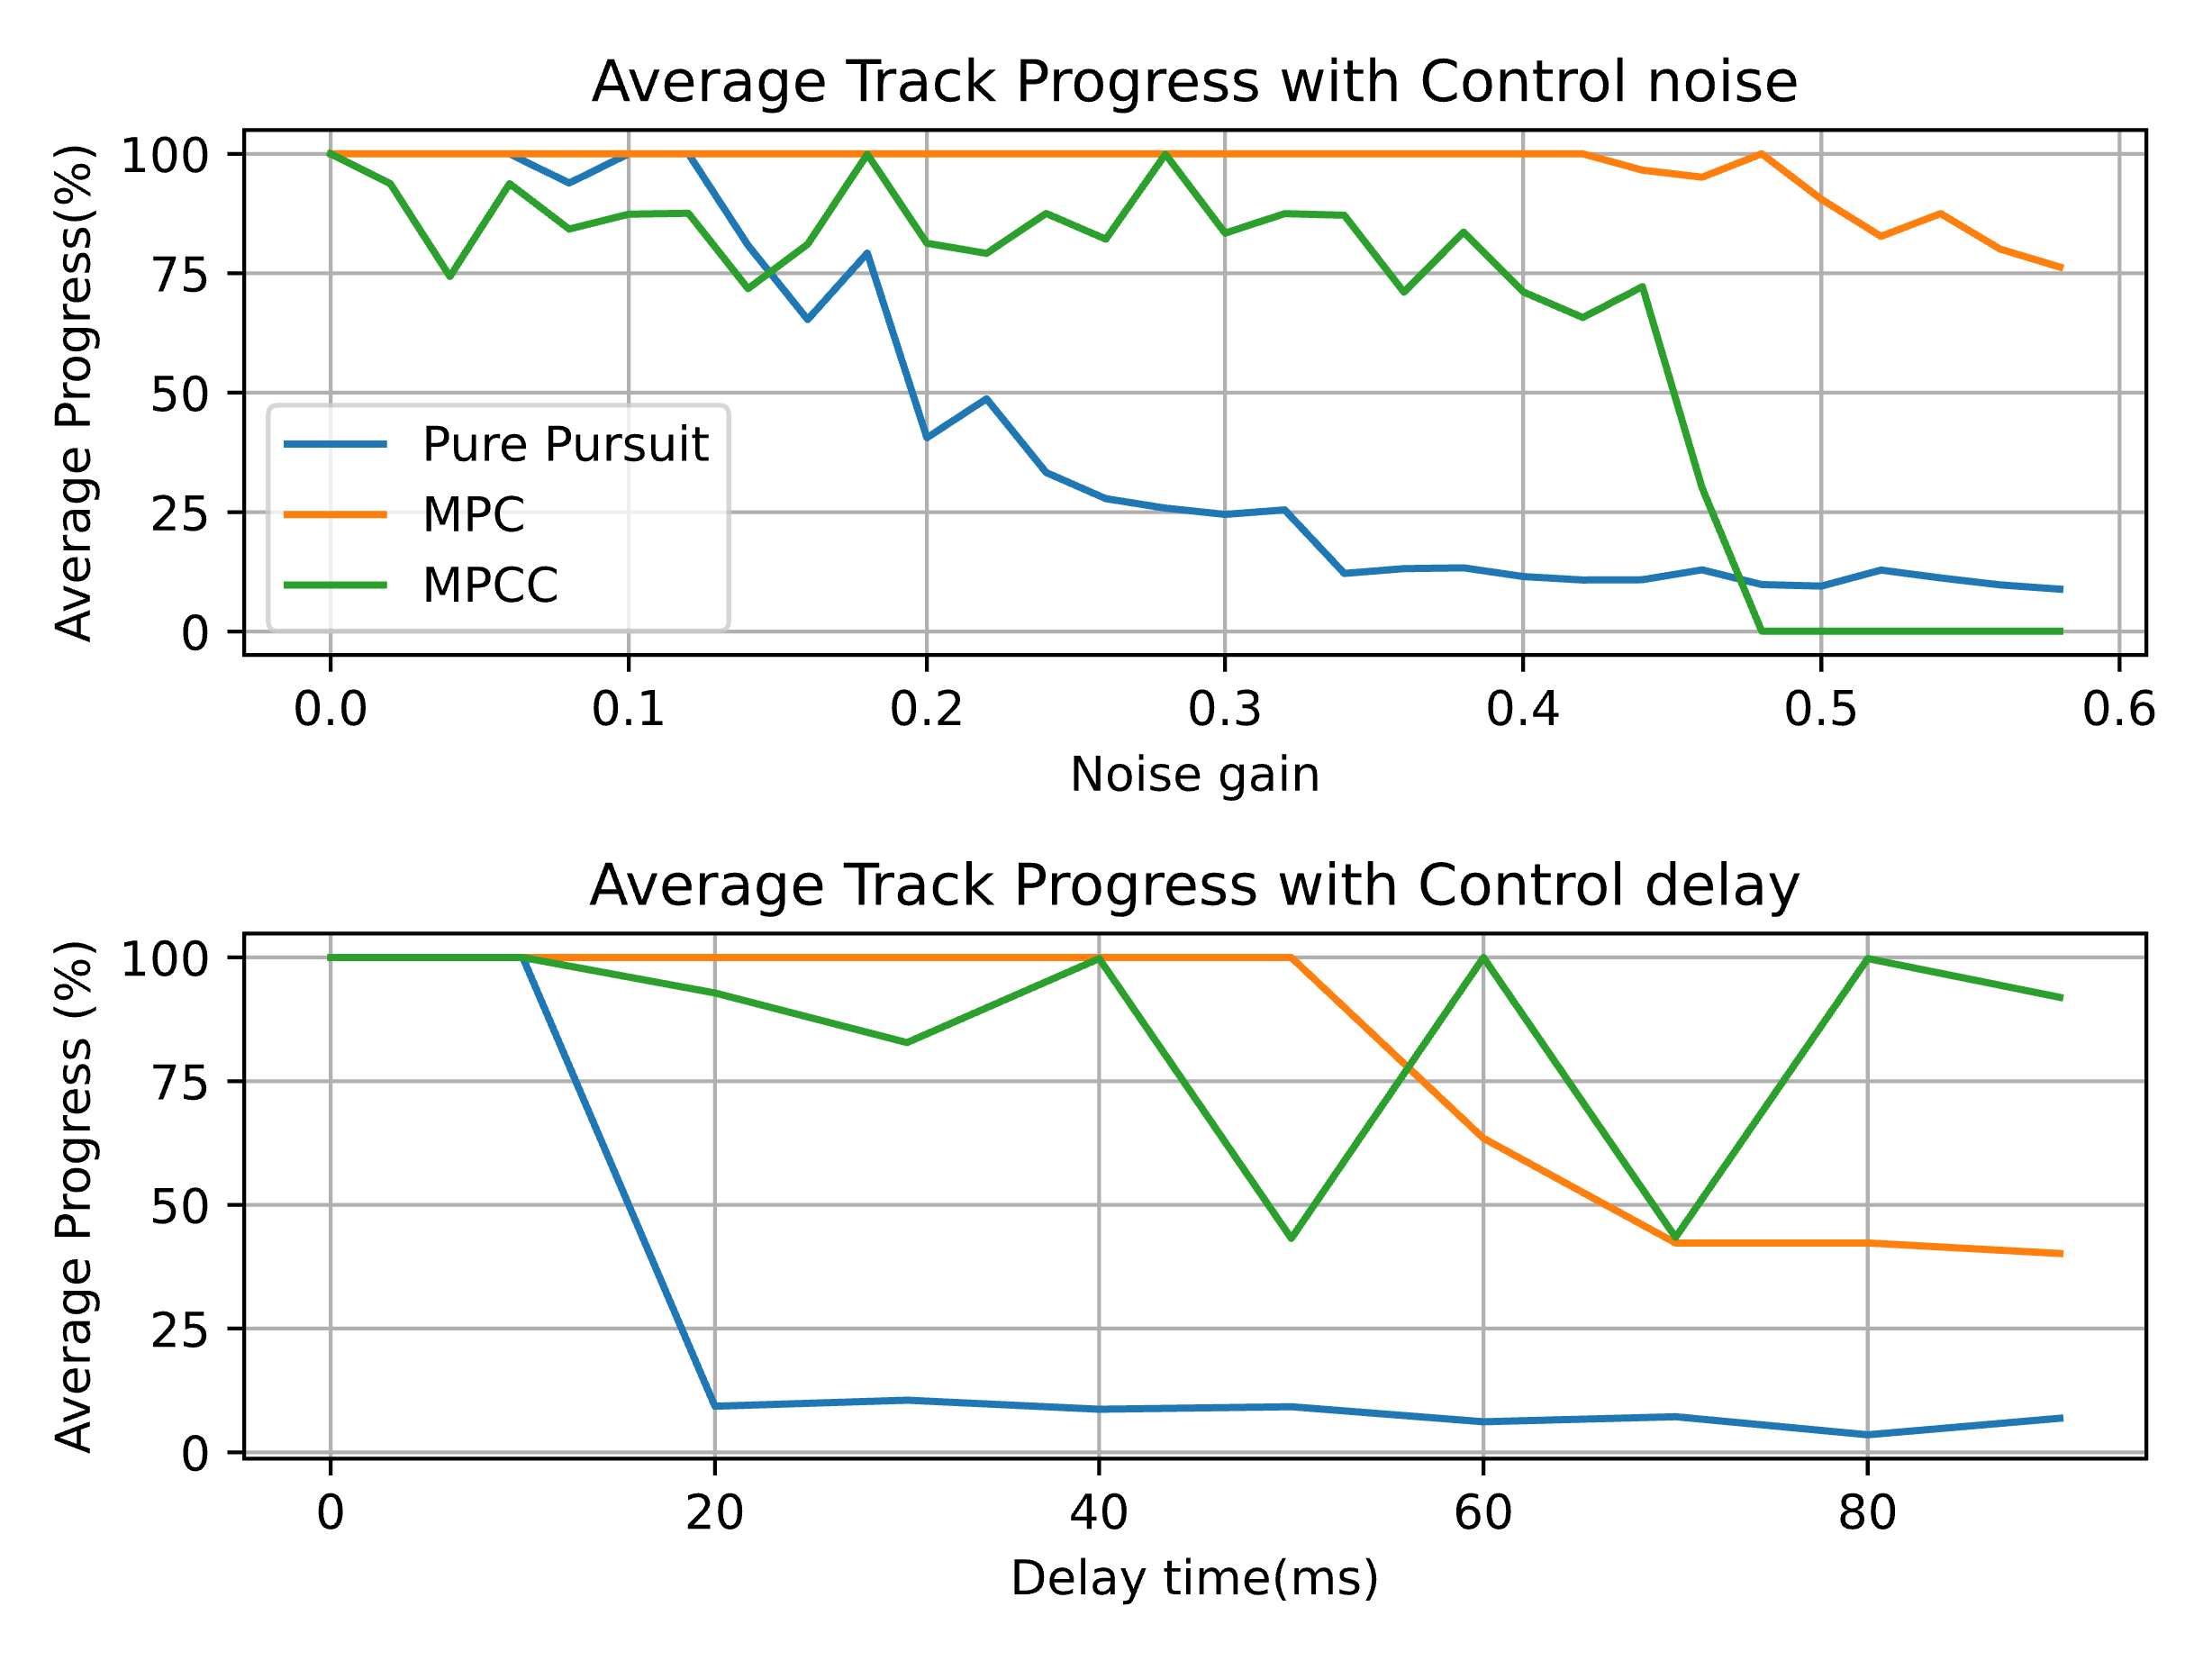 Average Track Progress with Control noise
Average Progress(%)
100
75
50
25
0
Pure Pursuit
MPC
MPCC
0.0 0.1 0.2 0.3 0.4 0.5 0.6
Noise gain
Average Track Progress with Control delay
Average Progress (%)
100
75
50
25
0
0 20 40 60 80
Delay time(ms)